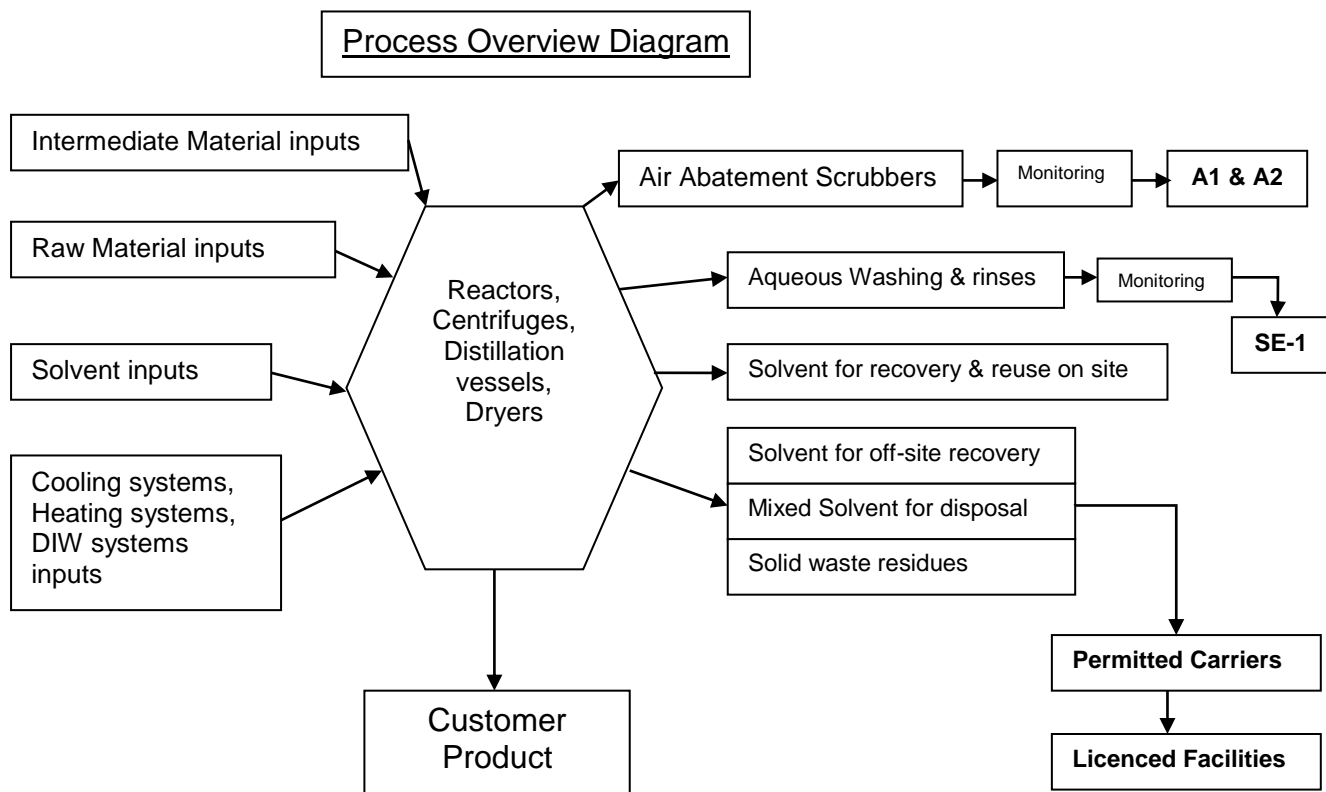 Process Overview Diagram
Intermediate Material inputs
Air Abatement Scrubbers
Monitoring
A1 & A2
Raw Material inputs
Reactors,
Centrifuges,
Distillation
vessels,
Dryers
Aqueous Washing & rinses
Monitoring
SE-1
Solvent inputs
Solvent for recovery & reuse on site
Cooling systems,
Heating systems,
DIW systems
inputs
Solvent for off-site recovery
Mixed Solvent for disposal
Solid waste residues
Permitted Carriers
Licenced Facilities
Customer
Product